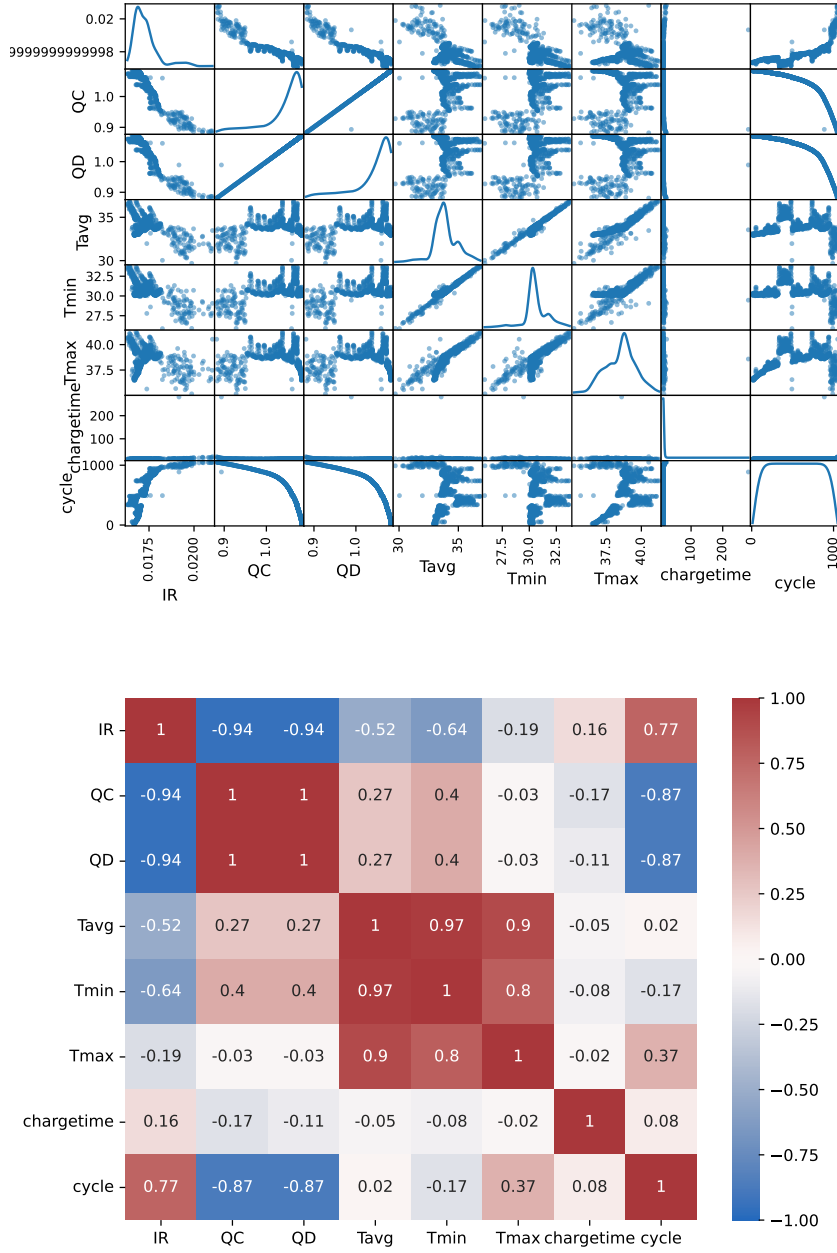 0.02
9999999999998
QC
1.0
0.9
QD
1.0
0.9
Tavg
35
30
Tmin
32.5
30.0
27.5
Tmax
40.0
37.5
chargetime
200
100
cycle
1000
0
0.0175 0.0200 0.9 1.0 0.9 1.0 30 35 27.5 30.0 32.5 37.5 40.0 100 200 0 1000
IR QC QD Tavg Tmin Tmax chargetime cycle
IR 1 -0.94 -0.94 -0.52 -0.64 -0.19 0.16 0.77
QC -0.94 1 1 0.27 0.4 -0.03 -0.17 -0.87
QD -0.94 1 1 0.27 0.4 -0.03 -0.11 -0.87
Tavg -0.52 0.27 0.27 1 0.97 0.9 -0.05 0.02
Tmin -0.64 0.4 0.4 0.97 1 0.8 -0.08 -0.17
Tmax -0.19 -0.03 -0.03 0.9 0.8 1 -0.02 0.37
chargetime 0.16 -0.17 -0.11 -0.05 -0.08 -0.02 1 0.08
cycle 0.77 -0.87 -0.87 0.02 -0.17 0.37 0.08 1
IR QC QD Tavg Tmin Tmax chargetime cycle
1.00
0.75
0.50
0.25
0.00
−0.25
−0.50
−0.75
−1.00